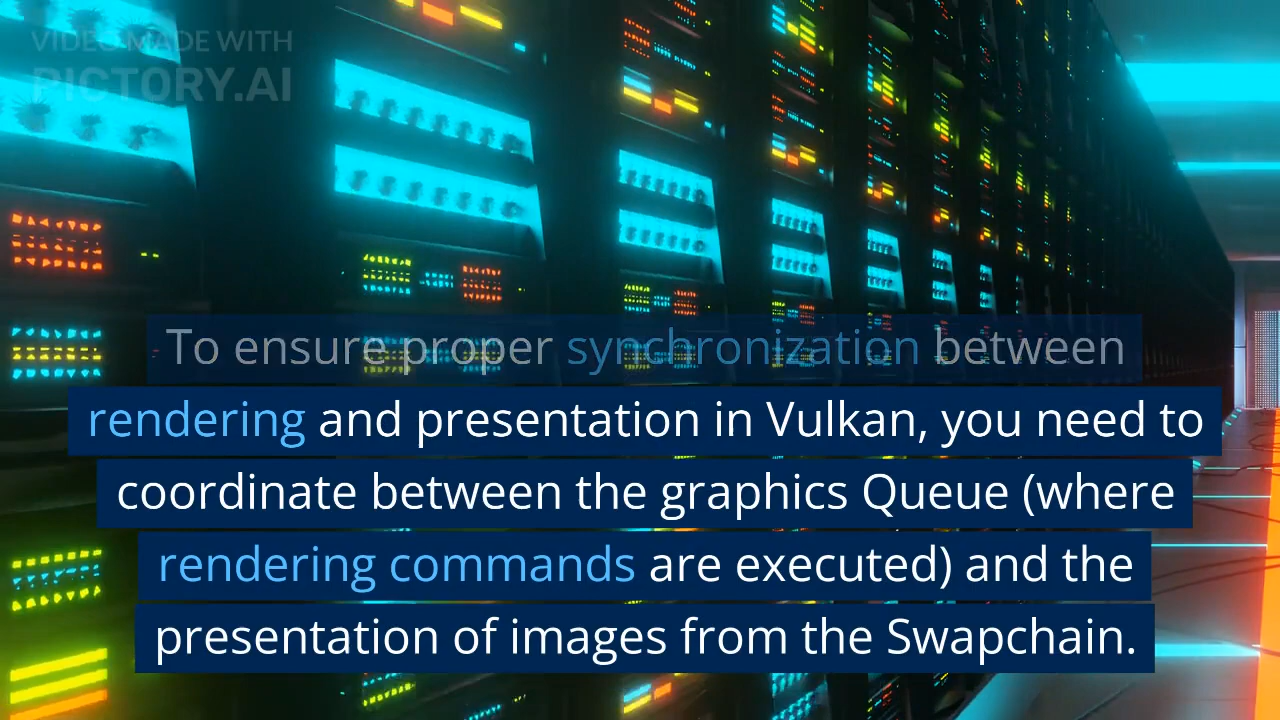 VIDEO MADE WITH
PICTORY.AI
To ensure proper synchronization between
rendering and presentation in Vulkan, you need to
coordinate between the graphics Queue (where
rendering commands are executed) and the
presentation of images from the Swapchain.